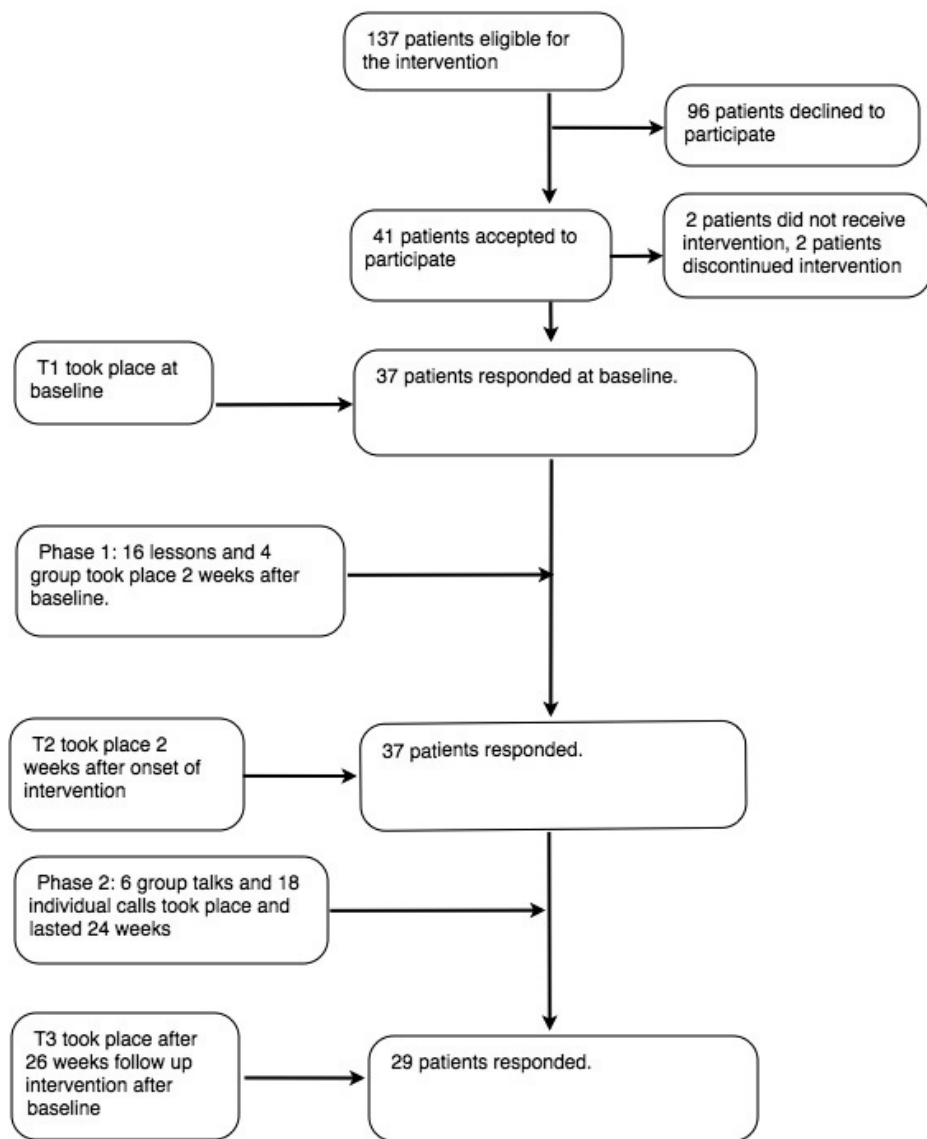 137 patients eligible for
the intervention
96 patients declined to
participate
41 patients accepted to
participate
2 patients did not receive
intervention, 2 patients
discontinued intervention
T1 took place at
baseline
37 patients responded at baseline.
Phase 1: 16 lessons and 4
group took place 2 weeks after
baseline.
T2 took place 2
weeks after onset of
intervention
37 patients responded.
Phase 2: 6 group talks and 18
individual calls took place and
lasted 24 weeks
T3 took place after
26 weeks follow up
intervention after
baseline
29 patients responded.